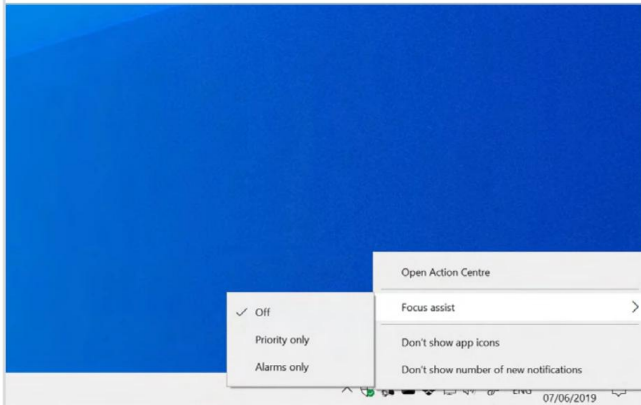 Open Action Centre
Focus assist
Off
Priority only
Alarms only
Don't show app icons
Don't show number of new notifications
ENG
07/06/2019